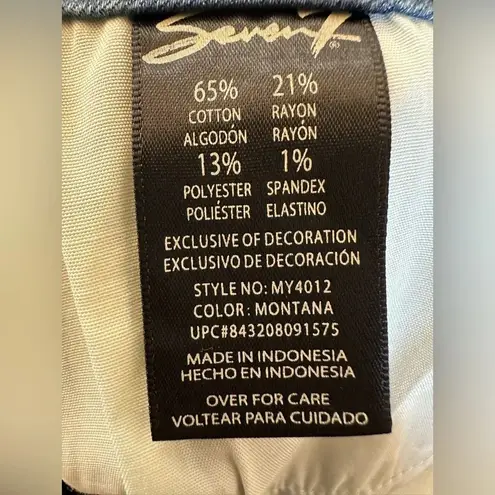 Seven7®
65% 21%
COTTON RAYON
ALGODÓN RAYÓN
13% 1%
POLYESTER SPANDEX
POLIÉSTER ELASTINO
EXCLUSIVE OF DECORATION
EXCLUSIVO DE DECORACIÓN
STYLE NO: MY4012
COLOR: MONTANA
UPC#843208091575
MADE IN INDONESIA
HECHO EN INDONESIA
OVER FOR CARE
VOLTEAR PARA CUIDADO